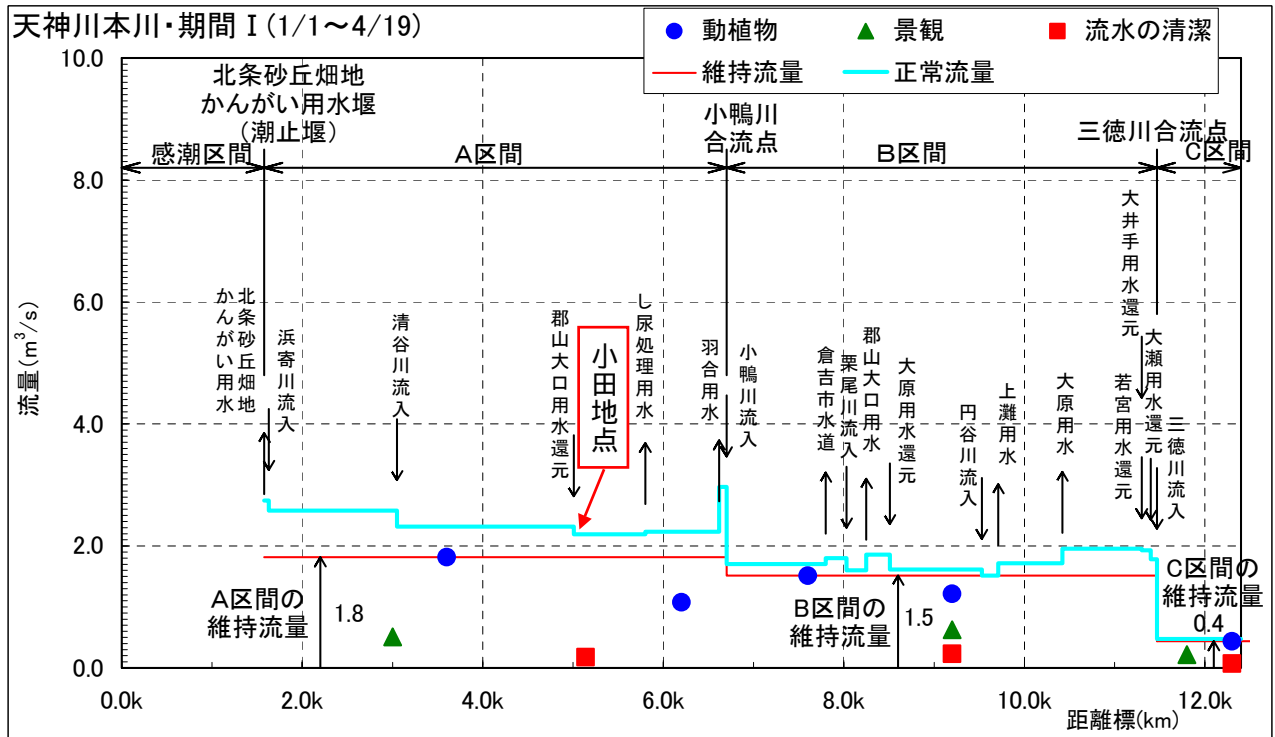 天神川本川・期間Ⅰ(1/1～4/19)
動植物
景観
流水の清潔
維持流量
正常流量
北条砂丘畑地
かんがい用水堰
(潮止堰)
小鴨川
合流点
三徳川合流点
感潮区間
A区間
B区間
C区間
流量(m³/s)
10.0
8.0
6.0
4.0
2.0
0.0
北条砂丘畑地
かんがい用水
浜寄川流入
清谷川流入
郡山大口用水還元
小田地点
し尿処理用水
羽合用水
小鴨川流入
倉吉市水道
栗尾川流入
郡山大口用水
大原用水還元
円谷川流入
上灘用水
大原用水
大井手用水還元
若宮用水還元
大瀬用水還元
三徳川流入
A区間の
維持流量
1.8
B区間の
維持流量
1.5
C区間の
維持流量
0.4
0.0k
2.0k
4.0k
6.0k
8.0k
10.0k
12.0k
距離標(km)